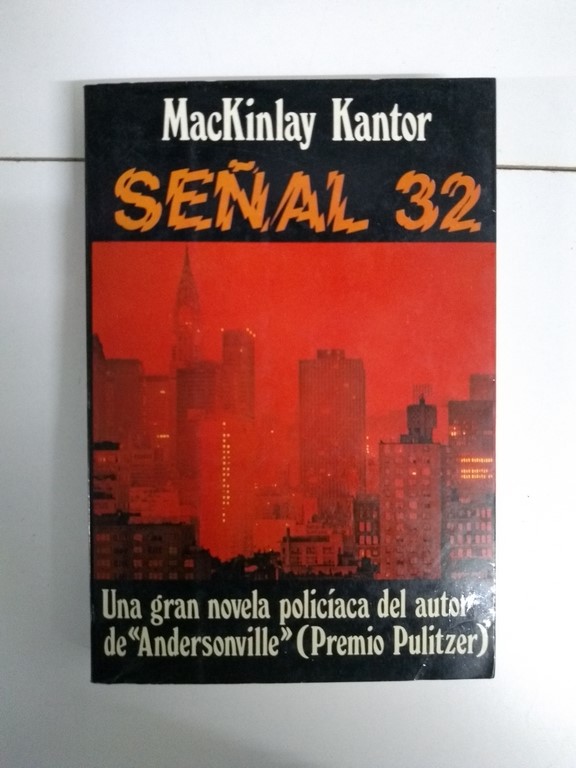 MacKinlay Kantor
SEÑAL 32
Una gran novela policíaca del autor
de "Andersonville" (Premio Pulitzer)